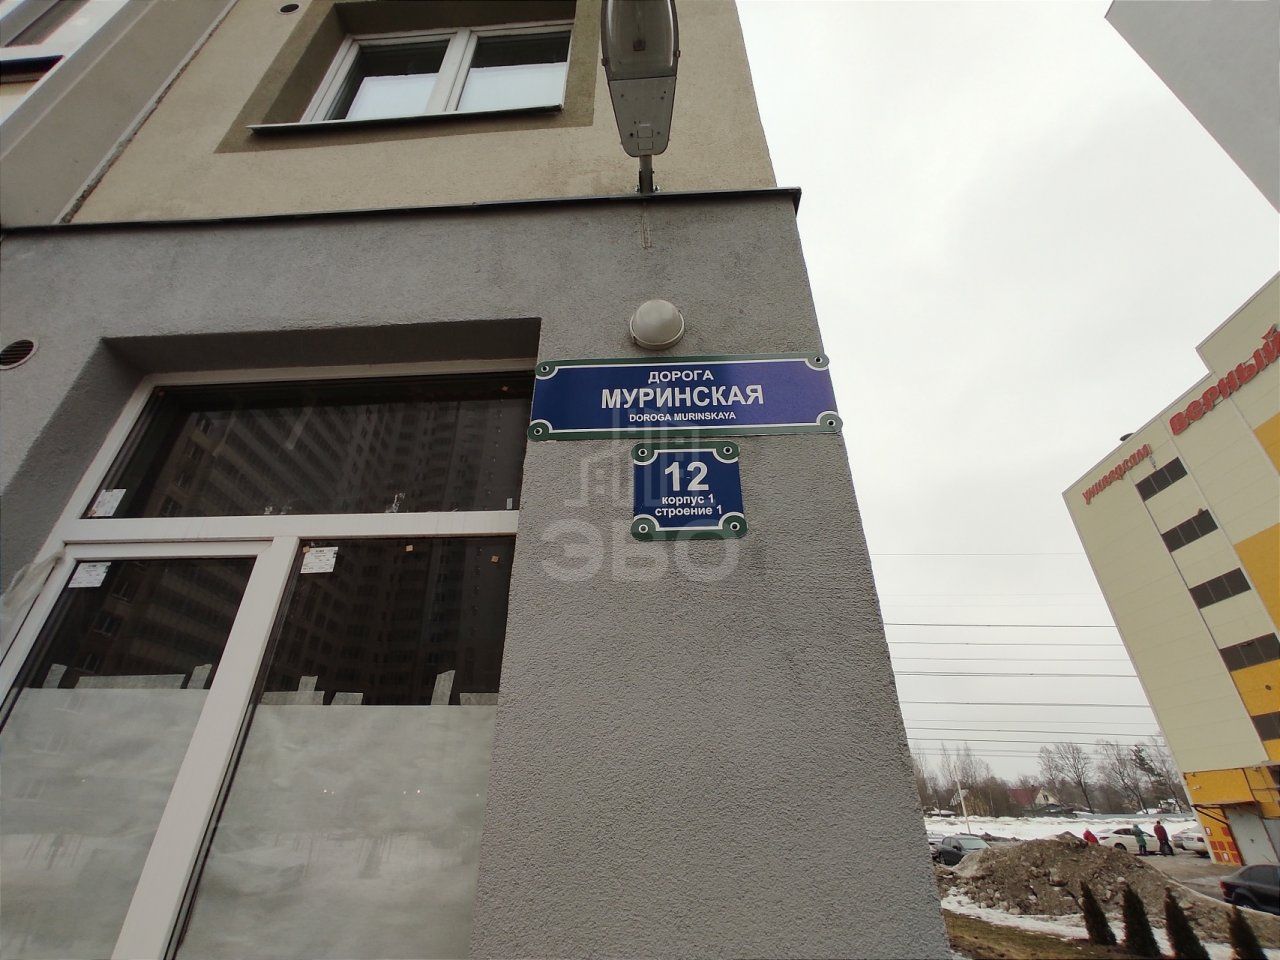 ДОРОГА
МУРИНСКАЯ
DOROGA MURINSKAYA
12
корпус 1
строение 1
ЭВО
универсам
ВЕРНЫЙ